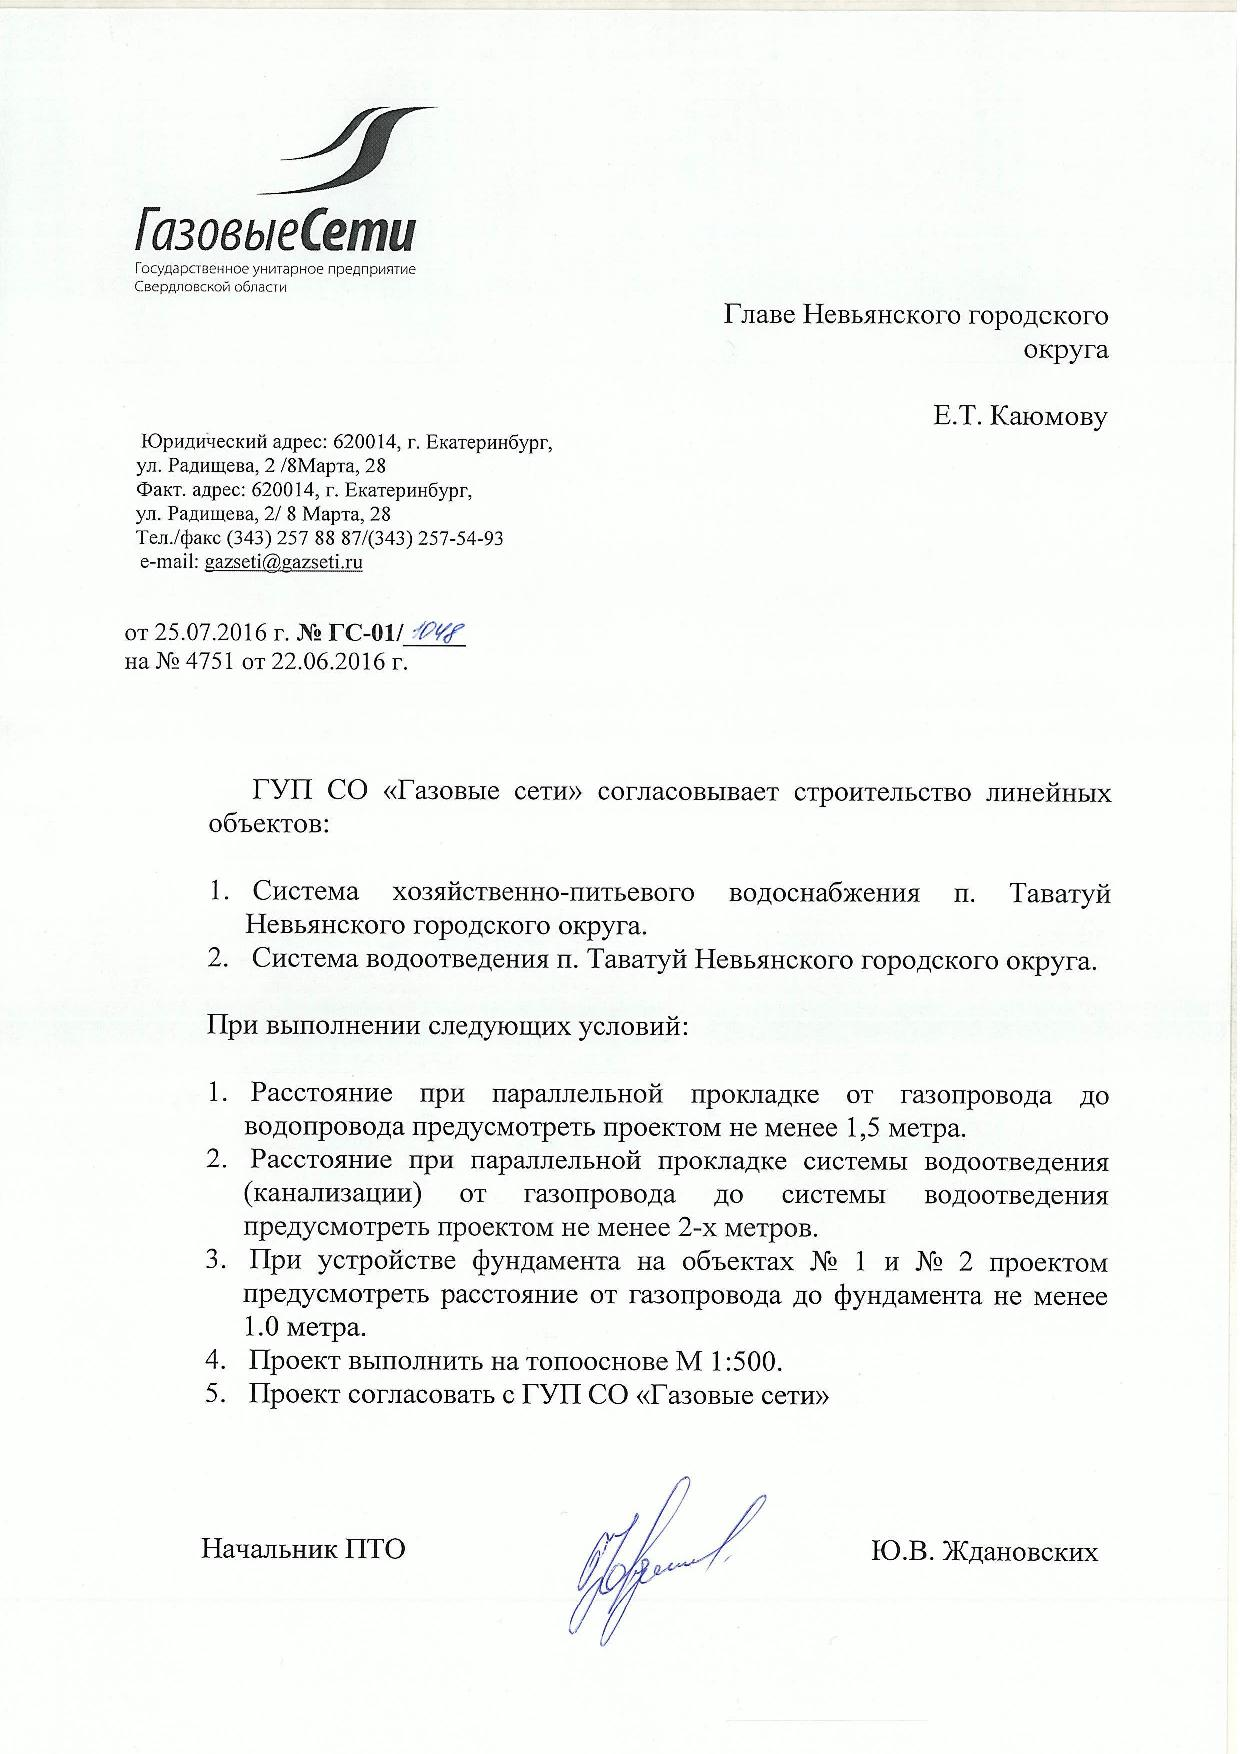 ГазовыеСети
Государственное унитарное предприятие
Свердловской области
Главе Невьянского городского
округа
Е.Т. Каюмову
Юридический адрес: 620014, г. Екатеринбург,
ул. Радищева, 2 /8Марта, 28
Факт. адрес: 620014, г. Екатеринбург,
ул. Радищева, 2/ 8 Марта, 28
Тел./факс (343) 257 88 87/(343) 257-54-93
e-mail: gazseti@gazseti.ru
от 25.07.2016 г. № ГС-01/ 1048
на № 4751 от 22.06.2016 г.
ГУП СО «Газовые сети» согласовывает строительство линейных
объектов:
1. Система хозяйственно-питьевого водоснабжения п. Таватуй
Невьянского городского округа.
2. Система водоотведения п. Таватуй Невьянского городского округа.
При выполнении следующих условий:
1. Расстояние при параллельной прокладке от газопровода до
водопровода предусмотреть проектом не менее 1,5 метра.
2. Расстояние при параллельной прокладке системы водоотведения
(канализации) от газопровода до системы водоотведения
предусмотреть проектом не менее 2-х метров.
3. При устройстве фундамента на объектах № 1 и № 2 проектом
предусмотреть расстояние от газопровода до фундамента не менее
1.0 метра.
4. Проект выполнить на топооснове М 1:500.
5. Проект согласовать с ГУП СО «Газовые сети»
Начальник ПТО
Ю.В. Ждановских